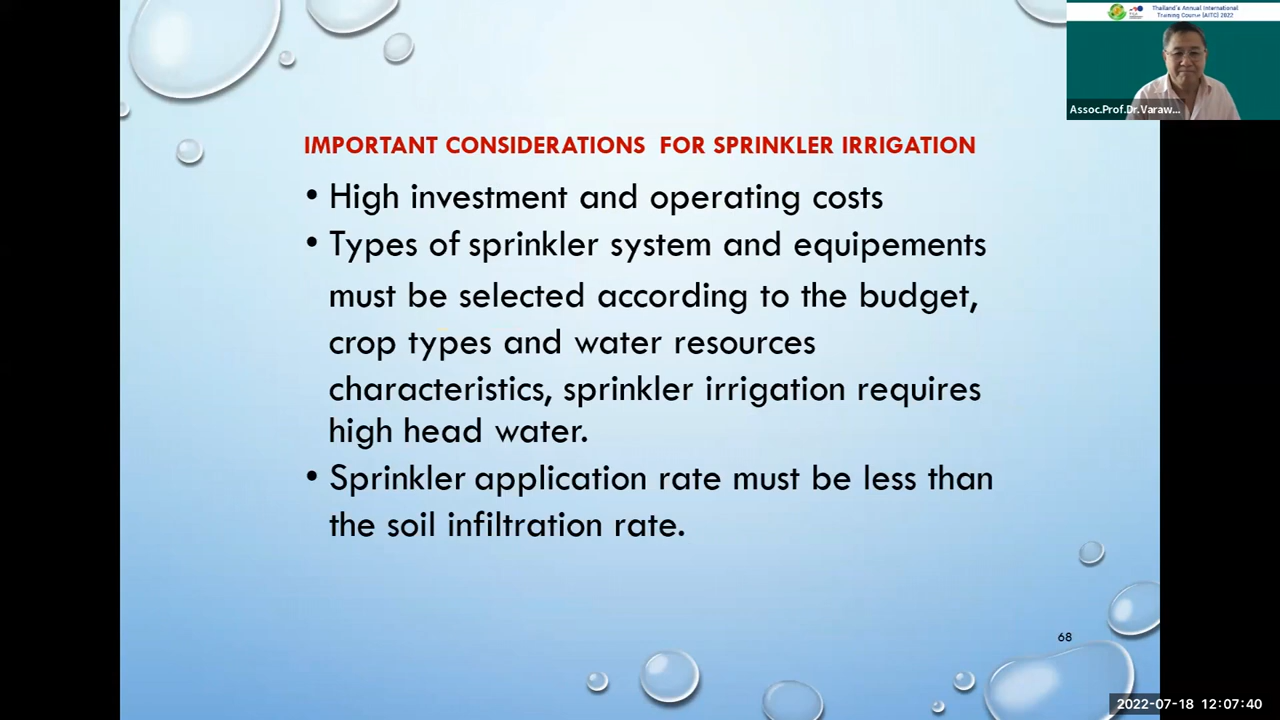 Thailand's Annual International
Training Course (AITC) 2022
Assoc.Prof.Dr.Varaw...
IMPORTANT CONSIDERATIONS FOR SPRINKLER IRRIGATION
• High investment and operating costs
• Types of sprinkler system and equipements
must be selected according to the budget,
crop types and water resources
characteristics, sprinkler irrigation requires
high head water.
• Sprinkler application rate must be less than
the soil infiltration rate.
68
2022-07-18 12:07:40